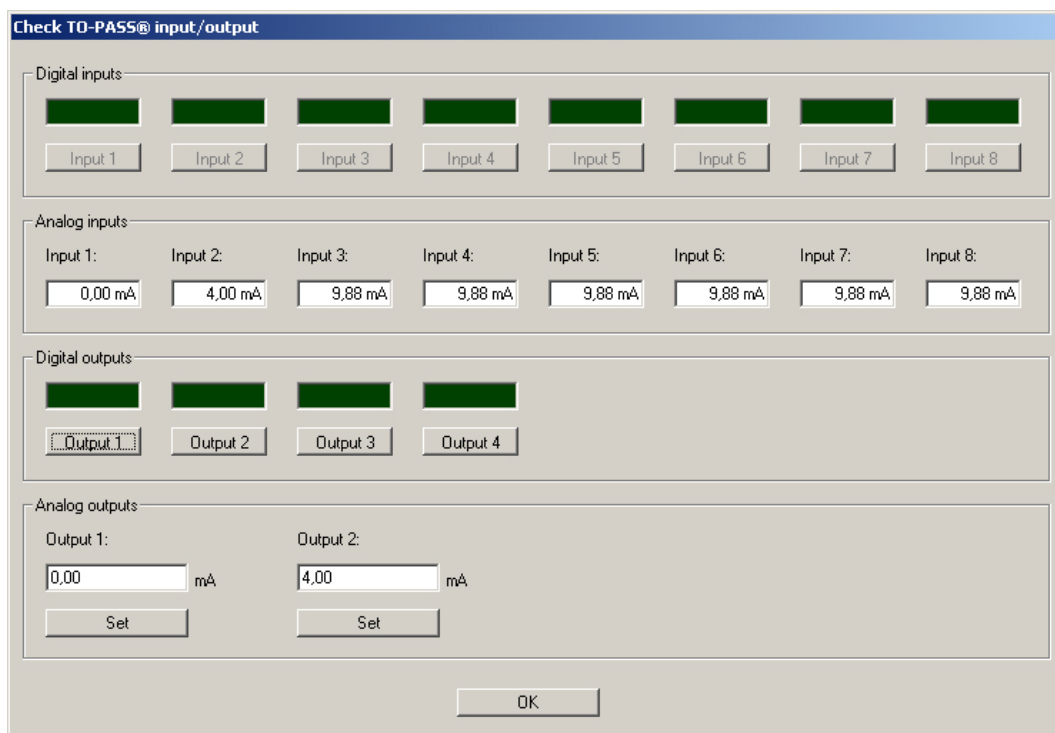 Check TO-PASS® input/output
Digital inputs
Input 1 Input 2 Input 3 Input 4 Input 5 Input 6 Input 7 Input 8
Analog inputs
Input 1: Input 2: Input 3: Input 4: Input 5: Input 6: Input 7: Input 8:
0,00 mA 4,00 mA 9,88 mA 9,88 mA 9,88 mA 9,88 mA 9,88 mA 9,88 mA
Digital outputs
Output 1 Output 2 Output 3 Output 4
Analog outputs
Output 1: Output 2:
0,00 mA 4,00 mA
Set Set
OK